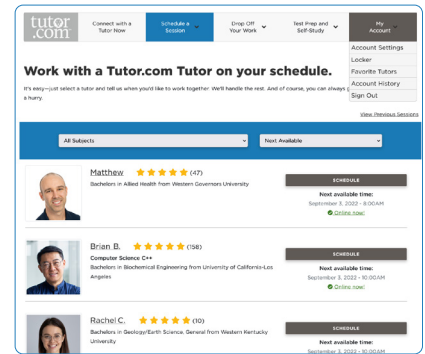 tutor
.com
Connect with a
Tutor Now
Schedule a
Session
Drop Off
Your Work
Test Prep and
Self-Study
My
Account
Account Settings
Locker
Favorite Tutors
Account History
Sign Out
Work with a Tutor.com Tutor on your schedule.
It's easy—just select a tutor and tell us when you'd like to work together. We'll handle the rest. And of course, you can always
a hurry.
View Previous Sessions
All Subjects
Next Available
Matthew (47)
Bachelors in Allied Health from Western Governors University
SCHEDULE
Next available time:
September 3, 2022 - 8:00AM
Online now!
Brian B. (158)
Computer Science C++
Bachelors in Biochemical Engineering from University of California-Los
Angeles
SCHEDULE
Next available time:
September 3, 2022 - 10:00AM
Online now!
Rachel C. (10)
Bachelors in Geology/Earth Science, General from Western Kentucky
University
SCHEDULE
Next available time:
September 3, 2022 - 10:00AM